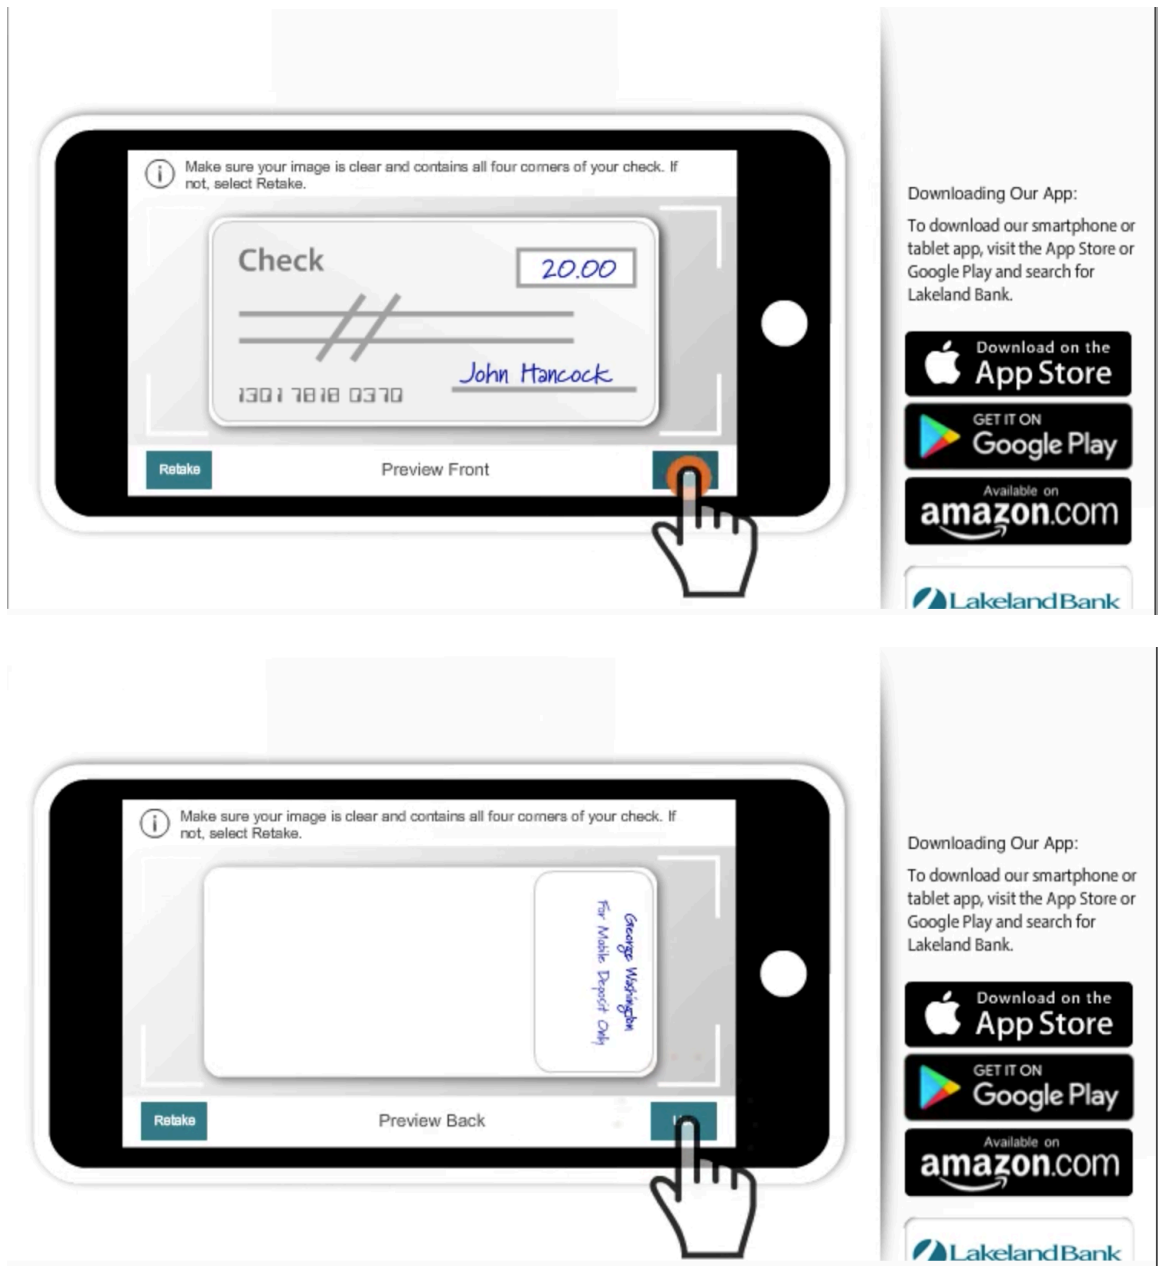 Make sure your image is clear and contains all four corners of your check. If
not, select Retake.
Check
20.00
John Hancock
1301 7818 0370
Retake
Preview Front
Downloading Our App:
To download our smartphone or
tablet app, visit the App Store or
Google Play and search for
Lakeland Bank.
Download on the
App Store
GET IT ON
Google Play
Available on
amazon.com
Lakeland Bank
Make sure your image is clear and contains all four corners of your check. If
not, select Retake.
George Washington
For Mobile Deposit Only
Retake
Preview Back
Downloading Our App:
To download our smartphone or
tablet app, visit the App Store or
Google Play and search for
Lakeland Bank.
Download on the
App Store
GET IT ON
Google Play
Available on
amazon.com
Lakeland Bank